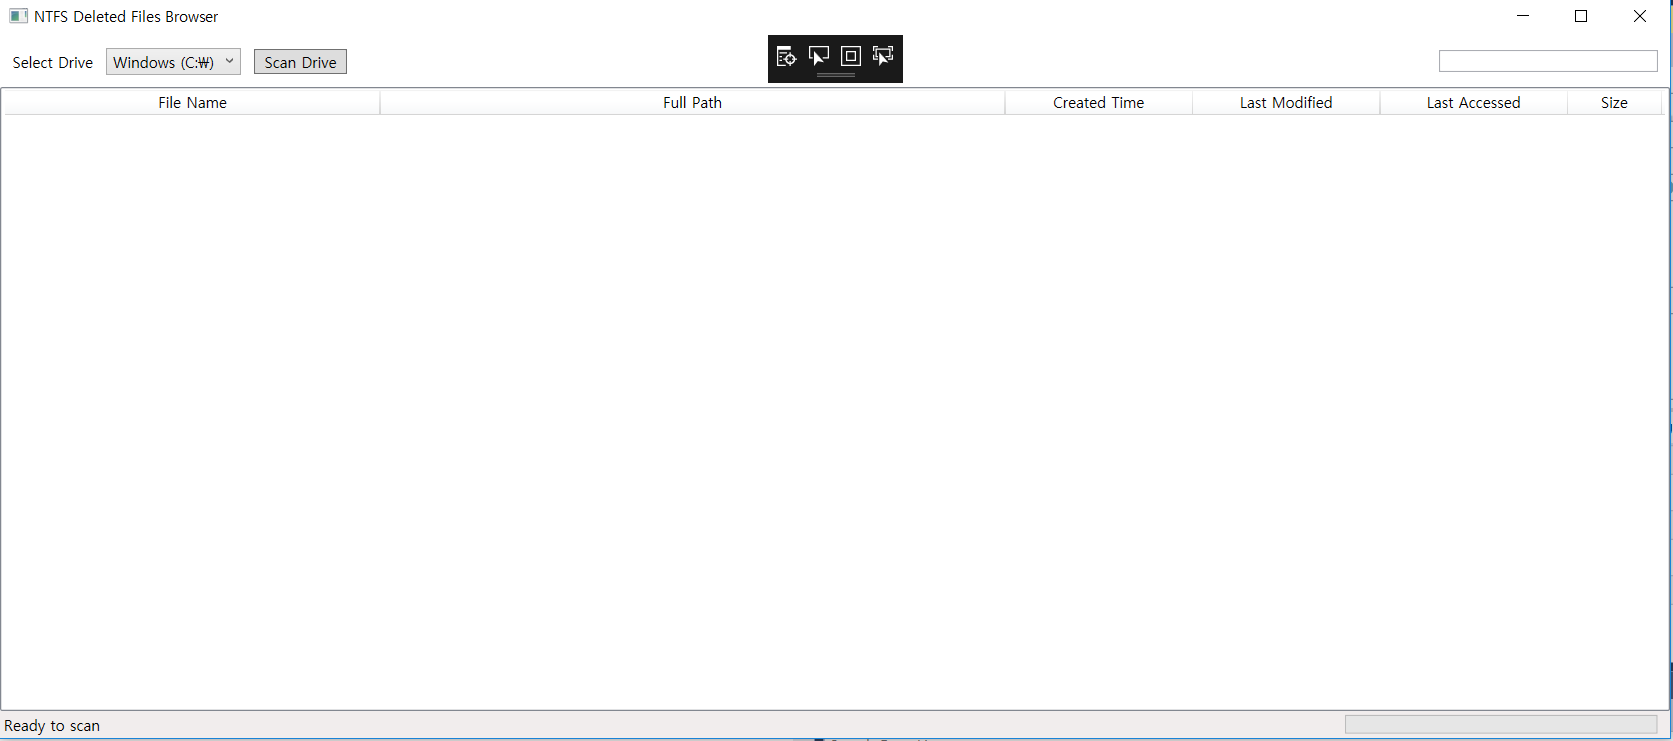 NTFS Deleted Files Browser
Select Drive Windows (C:₩) Scan Drive
File Name Full Path Created Time Last Modified Last Accessed Size
Ready to scan